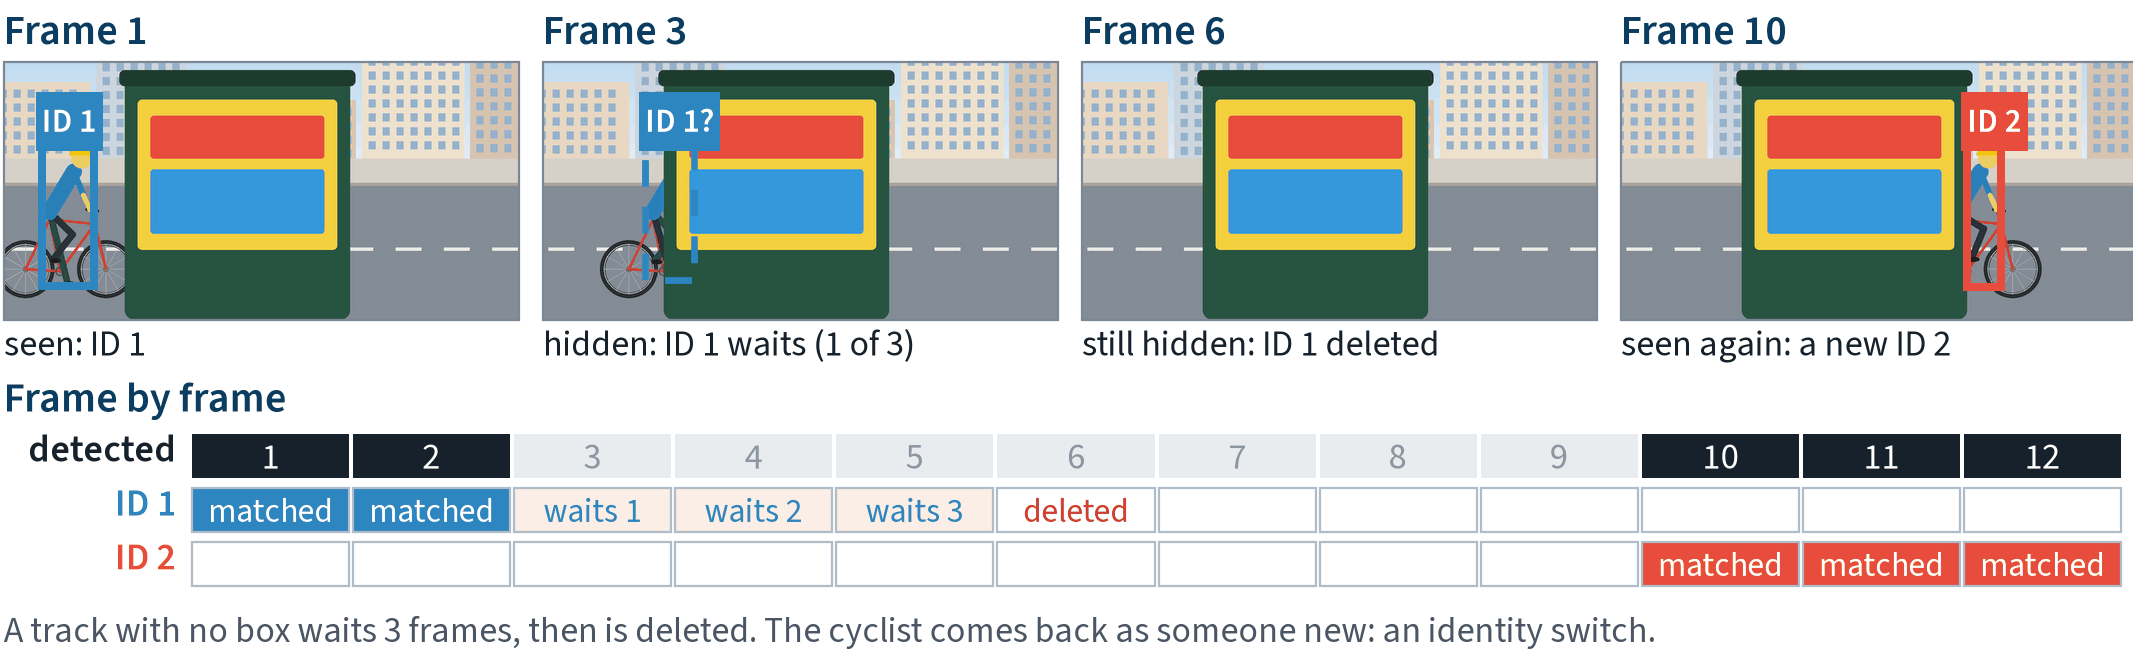 Frame 1
Frame 3
Frame 6
Frame 10
ID 1
ID 1?
ID 2
seen: ID 1
hidden: ID 1 waits (1 of 3)
still hidden: ID 1 deleted
seen again: a new ID 2
Frame by frame
detected 1 2 3 4 5 6 7 8 9 10 11 12
ID 1 matched matched waits 1 waits 2 waits 3 deleted
ID 2 matched matched matched
A track with no box waits 3 frames, then is deleted. The cyclist comes back as someone new: an identity switch.